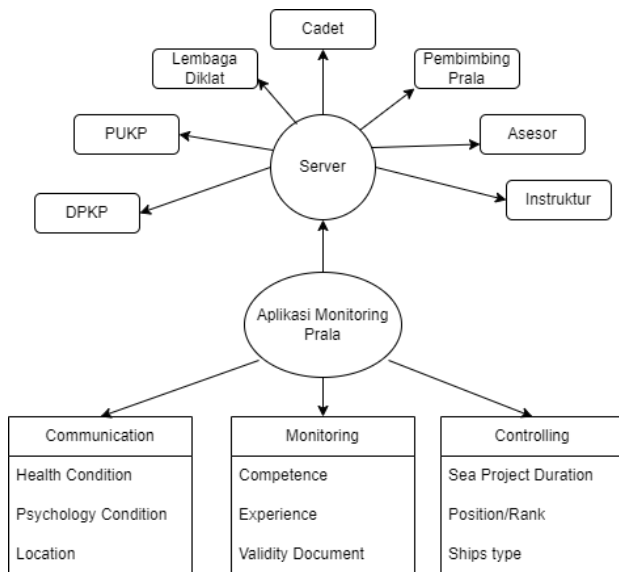 Cadet
Lembaga
Diklat
Pembimbing
Prala
PUKP
Asesor
Server
DPKP
Instruktur
Aplikasi Monitoring
Prala
Communication
Health Condition
Psychology Condition
Location
Monitoring
Competence
Experience
Validity Document
Controlling
Sea Project Duration
Position/Rank
Ships type